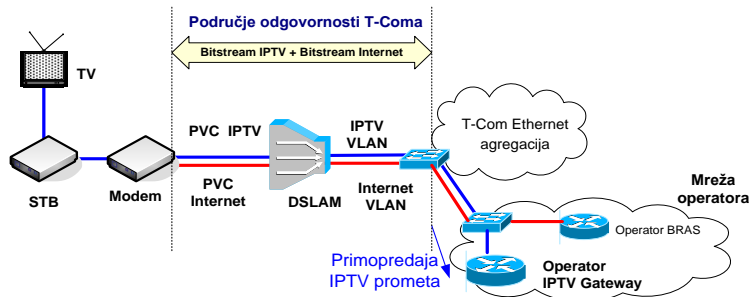 Područje odgovornosti T-Coma
Bitstream IPTV + Bitstream Internet
TV
PVC IPTV
IPTV
VLAN
T-Com Ethernet
agregacija
STB
Modem
PVC
Internet
DSLAM
Internet
VLAN
Mreža
operatora
Operator BRAS
Primopredaja
IPTV prometa
Operator
IPTV Gateway